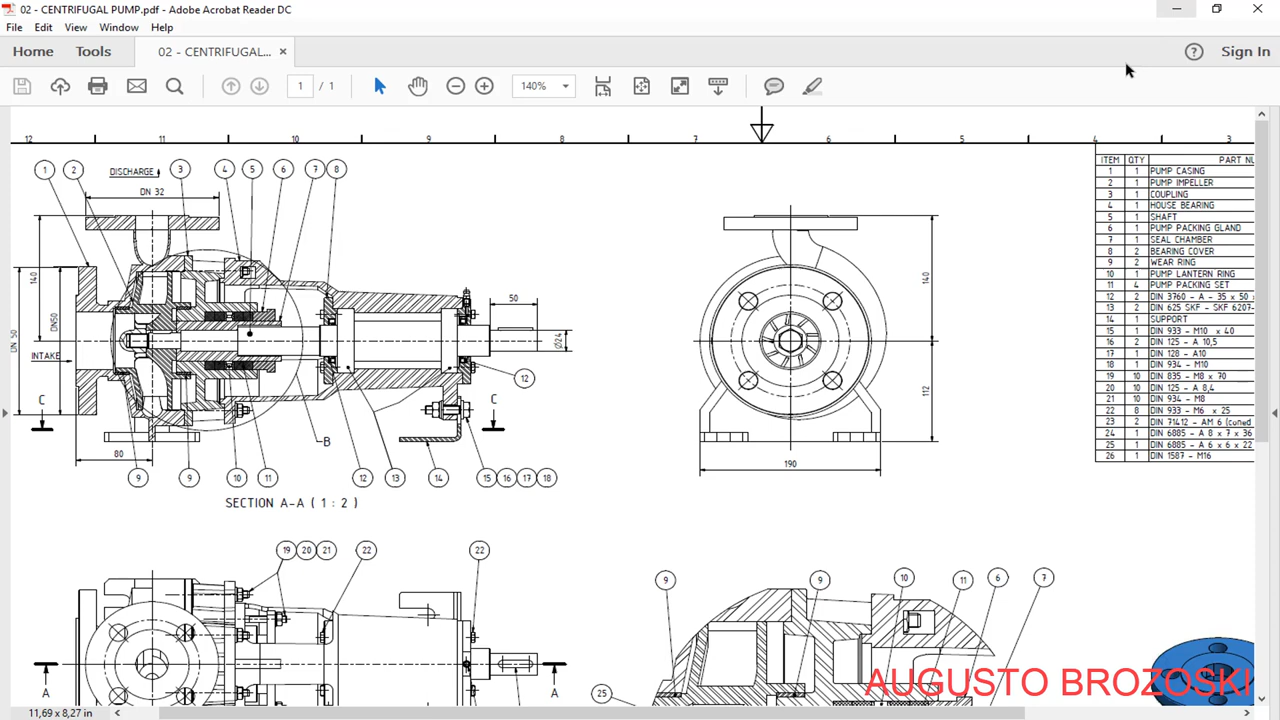 02 - CENTRIFUGAL PUMP.pdf - Adobe Acrobat Reader DC
File Edit View Window Help
Home Tools 02 - CENTRIFUGAL... × Sign In
1 / 1 140%
12 11 10 9 8 7 6 5 4 3
1 2 DISCHARGE 3 4 5 6 7 8
DN 32
140
DN 50
DN50
INTAKE
50
Ø24
12
C C
B
80
9 9 10 11 12 13 14 15 16 17 18
SECTION A-A ( 1 : 2 )
140
112
190
ITEM QTY PART NU
1 1 PUMP CASING
2 1 PUMP IMPELLER
3 1 COUPLING
4 1 HOUSE BEARING
5 1 SHAFT
6 1 PUMP PACKING GLAND
7 1 SEAL CHAMBER
8 2 BEARING COVER
9 2 WEAR RING
10 1 PUMP LANTERN RING
11 4 PUMP PACKING SET
12 2 DIN 3760 - A - 35 x 50 x
13 2 DIN 625 SKF - SKF 6207-
14 1 SUPPORT
15 1 DIN 933 - M10 x 40
16 2 DIN 125 - A 10,5
17 1 DIN 128 - A10
18 1 DIN 934 - M10
19 10 DIN 835 - M8 x 70
20 10 DIN 125 - A 8,4
21 10 DIN 934 - M8
22 8 DIN 933 - M6 x 25
23 2 DIN 71412 - AM 6 (coned
24 1 DIN 6885 - A 8 x 7 x 36
25 1 DIN 6885 - A 6 x 6 x 22
26 1 DIN 1587 - M16
19 20 21 22 22
A A
9 9 10 11 6 7
25
AUGUSTO BROZOSKI
11,69 x 8,27 in